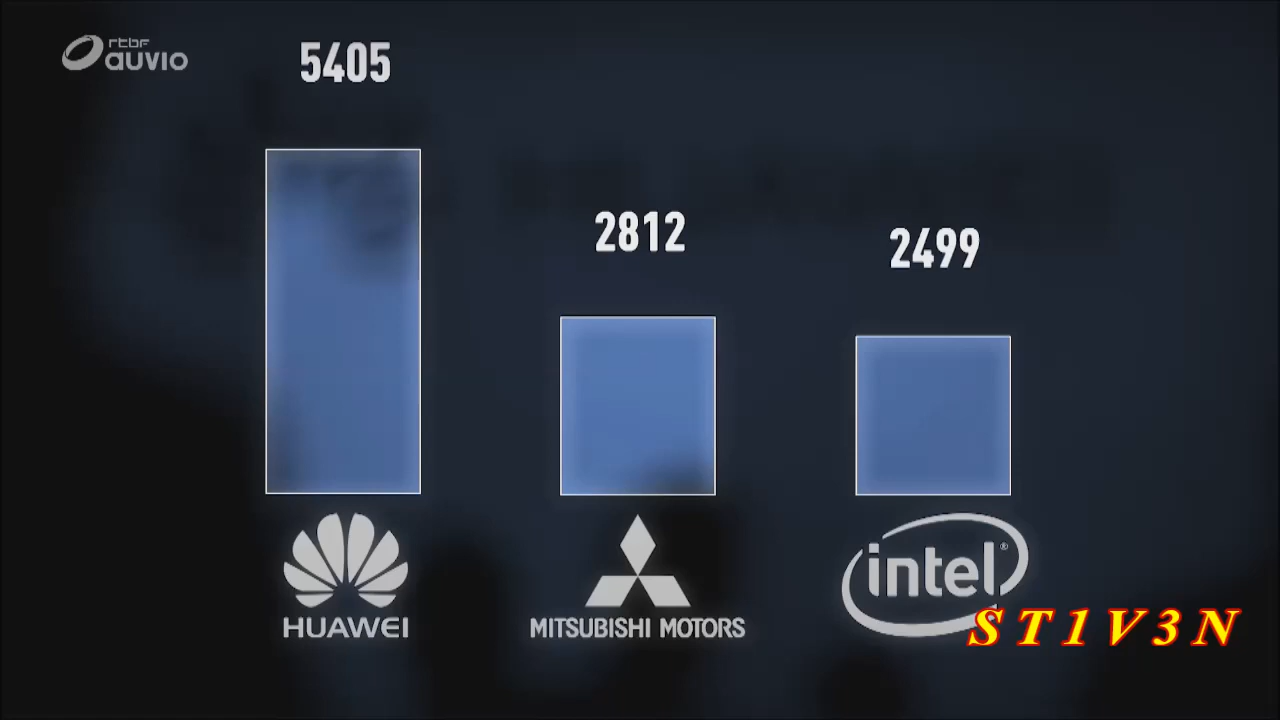 rtbf
auvio
5405
2812
2499
HUAWEI
MITSUBISHI MOTORS
intel®
ST1V3N